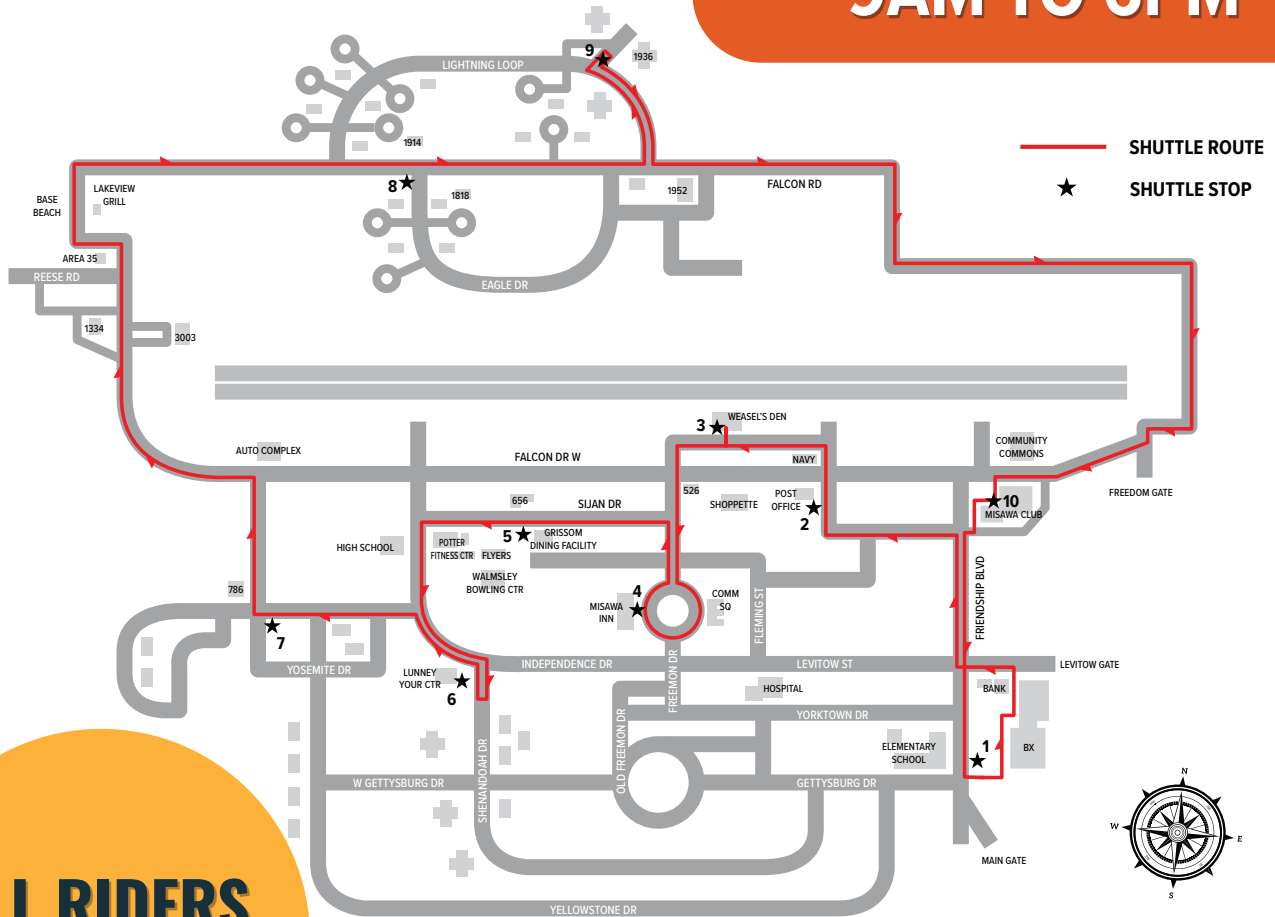 9AM TO 6PM
SHUTTLE ROUTE
SHUTTLE STOP
9
1936
LIGHTNING LOOP
1914
8
1818
1952
FALCON RD
LAKEVIEW
GRILL
BASE
BEACH
AREA 35
REESE RD
EAGLE DR
1334
3003
3
WEASEL'S DEN
AUTO COMPLEX
FALCON DR W
NAVY
COMMUNITY
COMMONS
FREEDOM GATE
656
SIJAN DR
526
SHOPPETTE
POST
OFFICE
2
10
MISAWA CLUB
HIGH SCHOOL
POTTER
FITNESS CTR
FLYERS
5
GRISSOM
DINING FACILITY
WALMSLEY
BOWLING CTR
786
7
4
MISAWA
INN
COMM
SQ
FLEMING ST
FRIENDSHIP BLVD
YOSEMITE DR
LUNNEY
YOUR CTR
6
INDEPENDENCE DR
FREEMON DR
LEVITOW ST
LEVITOW GATE
HOSPITAL
BANK
YORKTOWN DR
OLD FREEMON DR
ELEMENTARY
SCHOOL
1
BX
SHENANDOAH DR
W GETTYSBURG DR
GETTYSBURG DR
MAIN GATE
YELLOWSTONE DR
N
W
E
S
L RIDERS